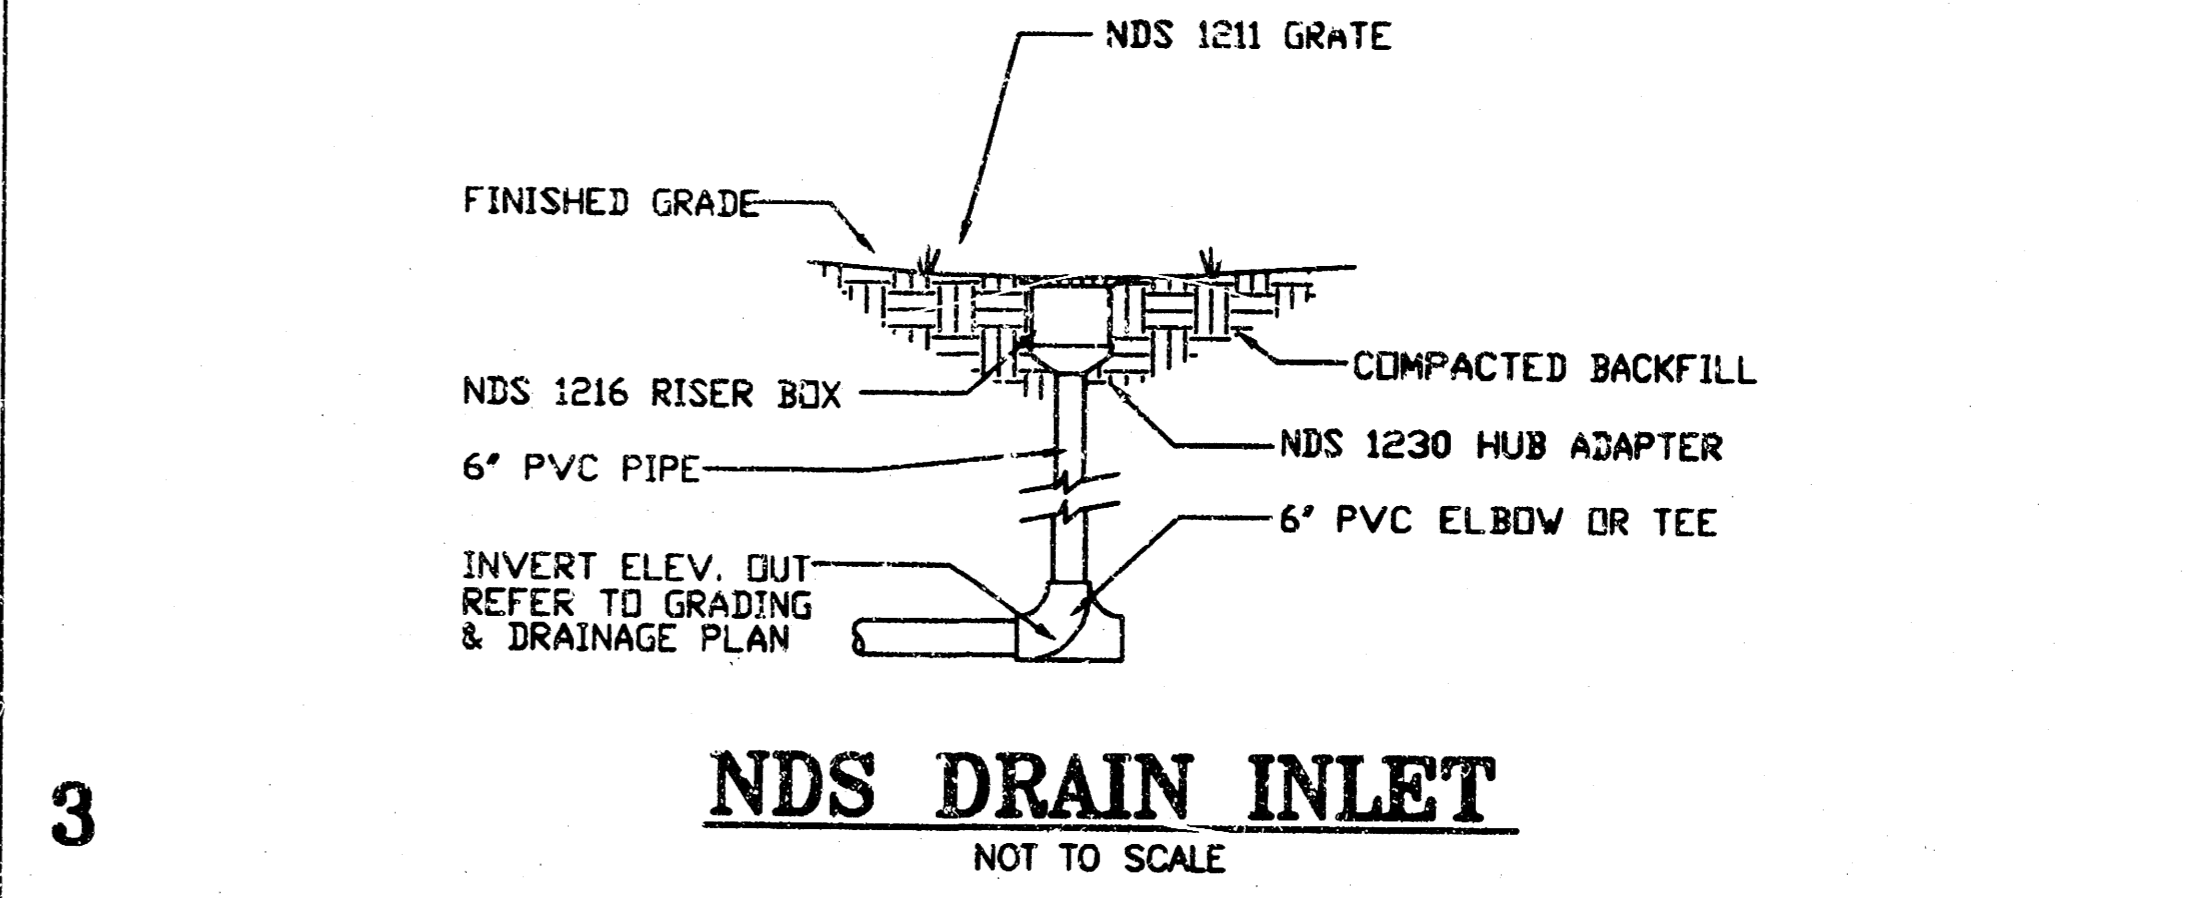 NDS 1211 GRATE
FINISHED GRADE
COMPACTED BACKFILL
NDS 1216 RISER BOX
NDS 1230 HUB ADAPTER
6" PVC PIPE
6" PVC ELBOW OR TEE
INVERT ELEV. OUT
REFER TO GRADING
& DRAINAGE PLAN
3
NDS DRAIN INLET
NOT TO SCALE